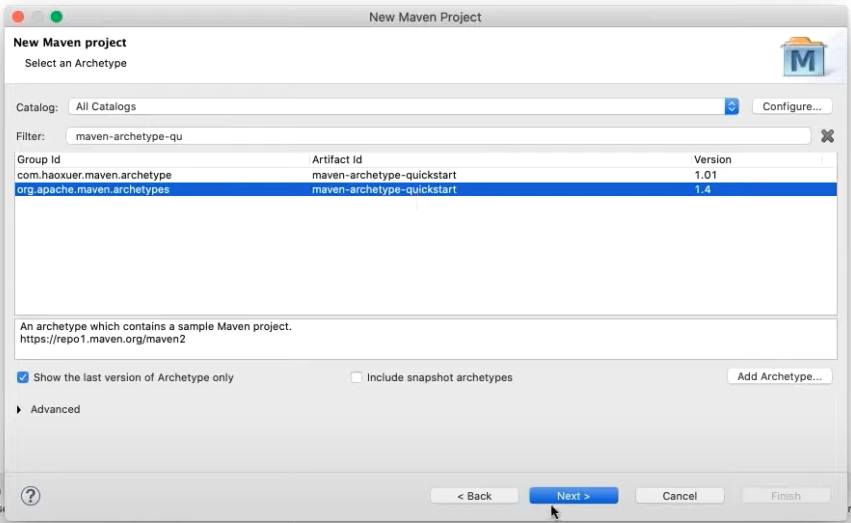 New Maven Project
New Maven project
Select an Archetype
M
Catalog: All Catalogs Configure...
Filter: maven-archetype-qu
Group Id Artifact Id Version
com.haoxuer.maven.archetype maven-archetype-quickstart 1.01
org.apache.maven.archetypes maven-archetype-quickstart 1.4
An archetype which contains a sample Maven project.
https://repo1.maven.org/maven2
Show the last version of Archetype only Include snapshot archetypes Add Archetype...
Advanced
? < Back Next > Cancel Finish